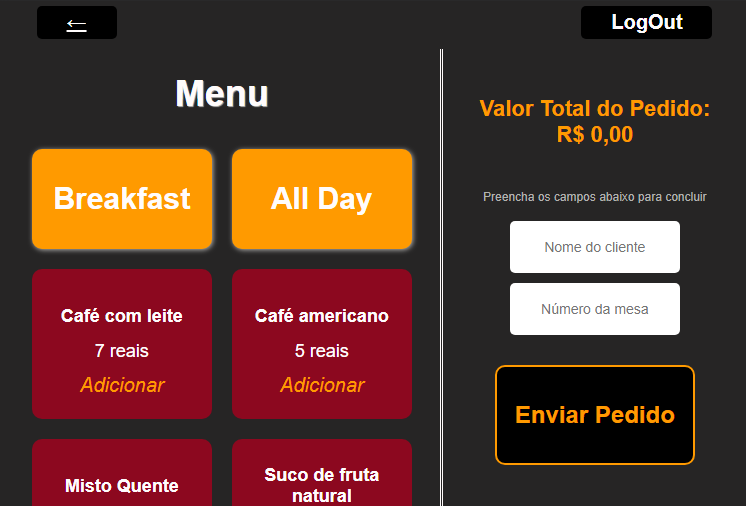 ←
LogOut
Menu
Breakfast
All Day
Café com leite
7 reais
Adicionar
Café americano
5 reais
Adicionar
Misto Quente
Suco de fruta
natural
Valor Total do Pedido:
R$ 0,00
Preencha os campos abaixo para concluir
Nome do cliente
Número da mesa
Enviar Pedido